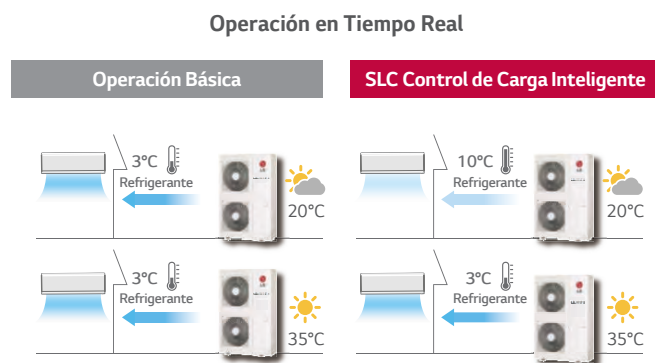 Operación en Tiempo Real
Operación Básica
SLC Control de Carga Inteligente
3°C
Refrigerante
20°C
10°C
Refrigerante
20°C
3°C
Refrigerante
35°C
3°C
Refrigerante
35°C